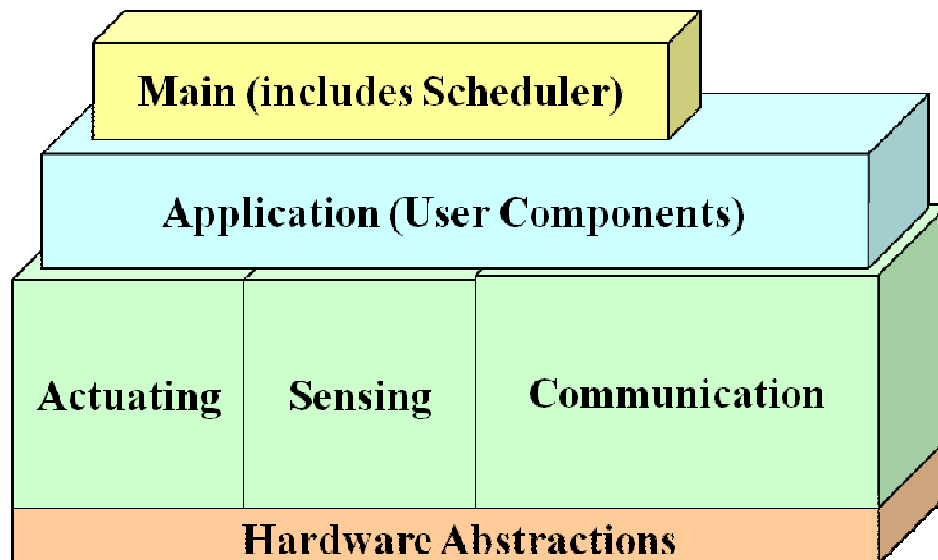 Main (includes Scheduler)
Application (User Components)
Actuating
Sensing
Communication
Hardware Abstractions